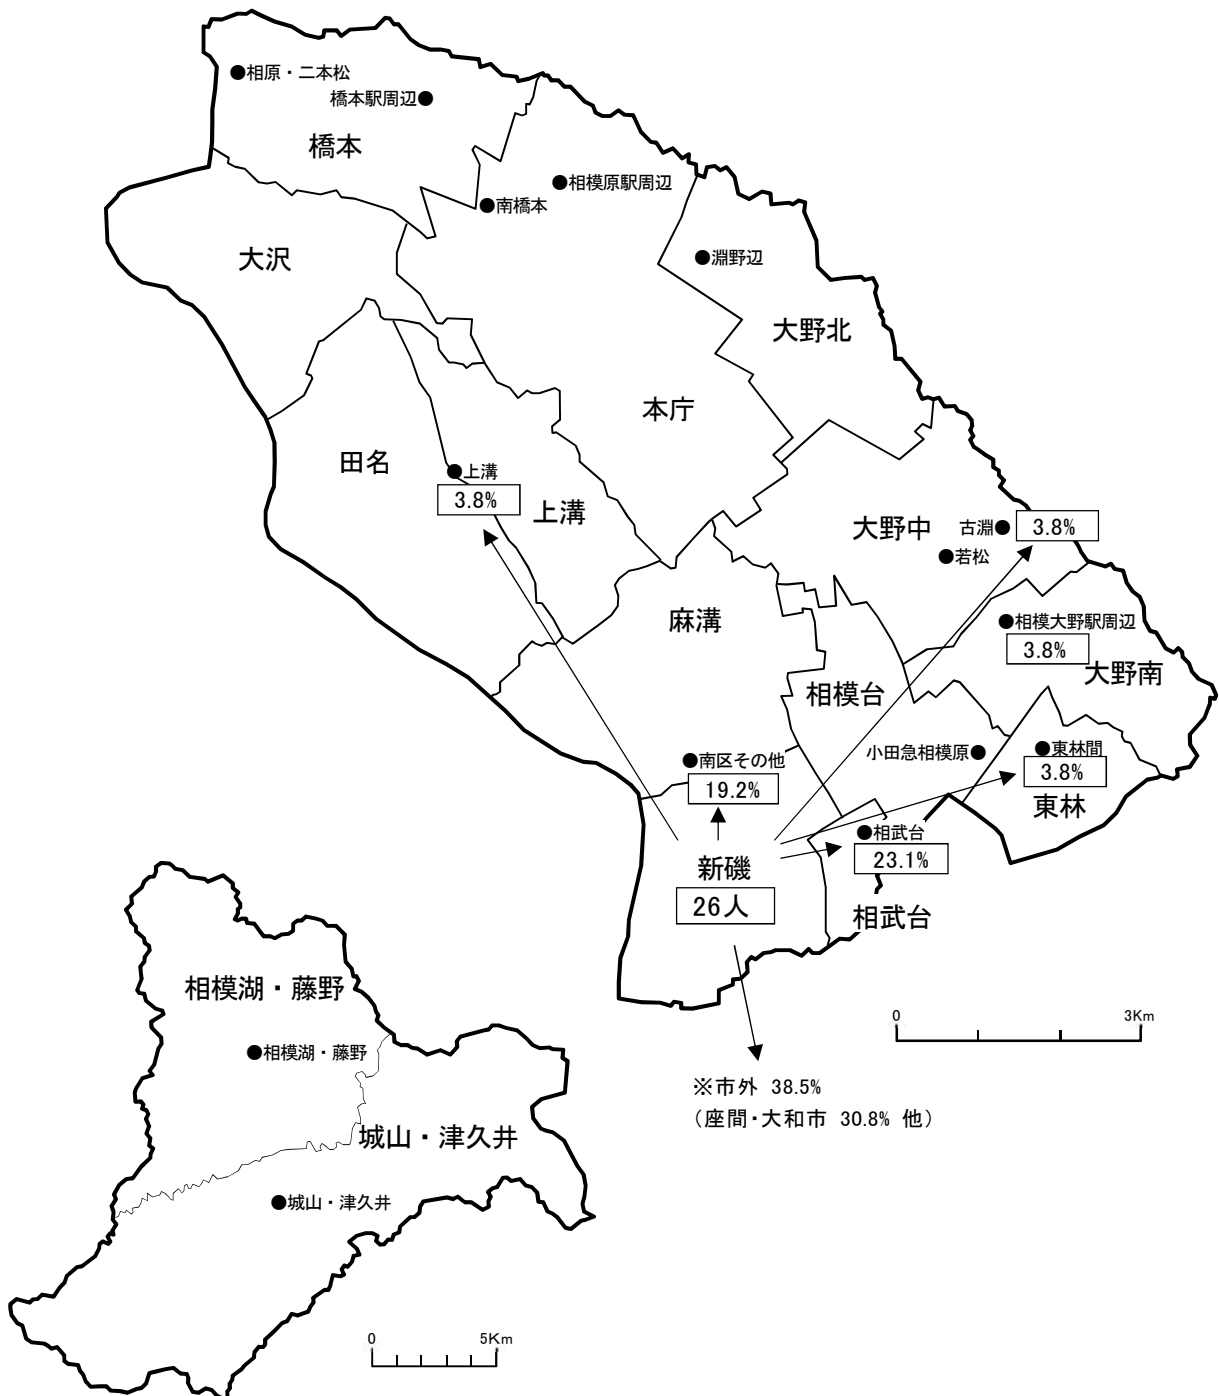 ●相原・二本松
橋本駅周辺●
橋本
●相模原駅周辺
●南橋本
大沢
●淵野辺
大野北
本庁
田名
●上溝
3.8%
上溝
大野中
古淵●
3.8%
●若松
麻溝
●相模大野駅周辺
3.8%
大野南
相模台
小田急相模原●
●東林間
3.8%
東林
●南区その他
19.2%
●相武台
23.1%
新磯
26人
相武台
相模湖・藤野
0 3Km
●相模湖・藤野
※市外 38.5%
（座間・大和市 30.8% 他）
城山・津久井
●城山・津久井
0 5Km